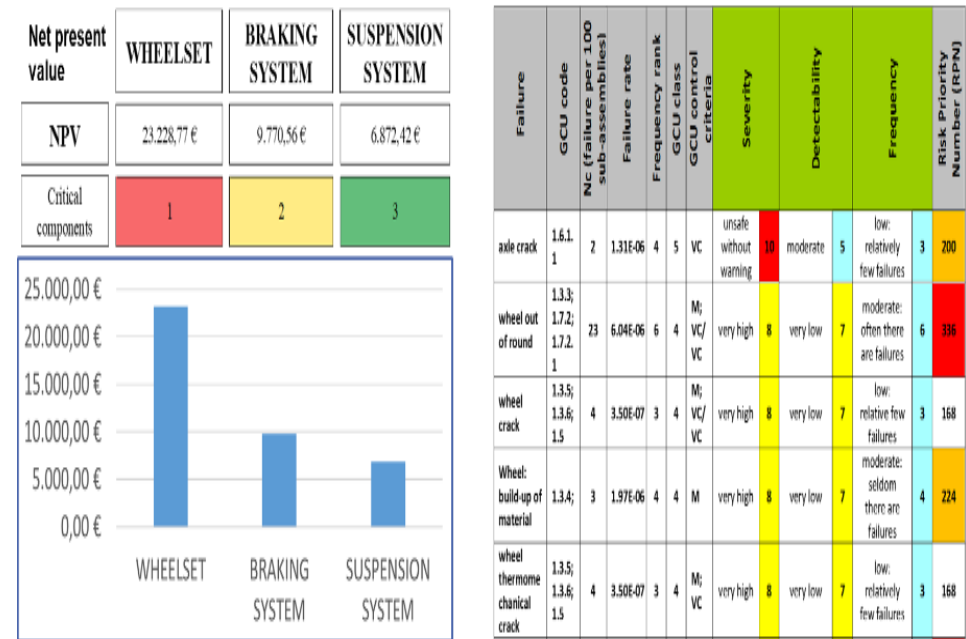 Net present
value
WHEELSET
BRAKING
SYSTEM
SUSPENSION
SYSTEM
NPV
23.228,77 €
9.770,56 €
6.872,42 €
Critical
components
1
2
3
25.000,00 €
20.000,00 €
15.000,00 €
10.000,00 €
5.000,00 €
0,00 €
WHEELSET
BRAKING
SYSTEM
SUSPENSION
SYSTEM
Failure
GCU code
Nc (failure per 100
sub-assemblies)
Failure rate
Frequency rank
GCU class
GCU control
criteria
Severity
Detectability
Frequency
Risk Priority
Number (RPN)
axle crack
1.6.1.
1
2
1.31E-06
4
5
VC
unsafe
without
warning
10
moderate
5
low:
relatively
few failures
3
200
wheel out
of round
1.3.3;
1.7.2;
1.7.2.
1
23
6.04E-06
6
4
M;
VC/
VC
very high
8
very low
7
moderate:
often there
are failures
6
336
wheel
crack
1.3.5;
1.3.6;
1.5
4
3.50E-07
3
4
M;
VC/
VC
very high
8
very low
7
low:
relative few
failures
3
168
Wheel:
build-up of
material
1.3.4;
3
1.97E-06
4
4
M
very high
8
very low
7
moderate:
seldom
there are
failures
4
224
wheel
thermome
chanical
crack
1.3.5;
1.3.6;
1.5
4
3.50E-07
3
4
M;
VC
very high
8
very low
7
low:
relatively
few failures
3
168